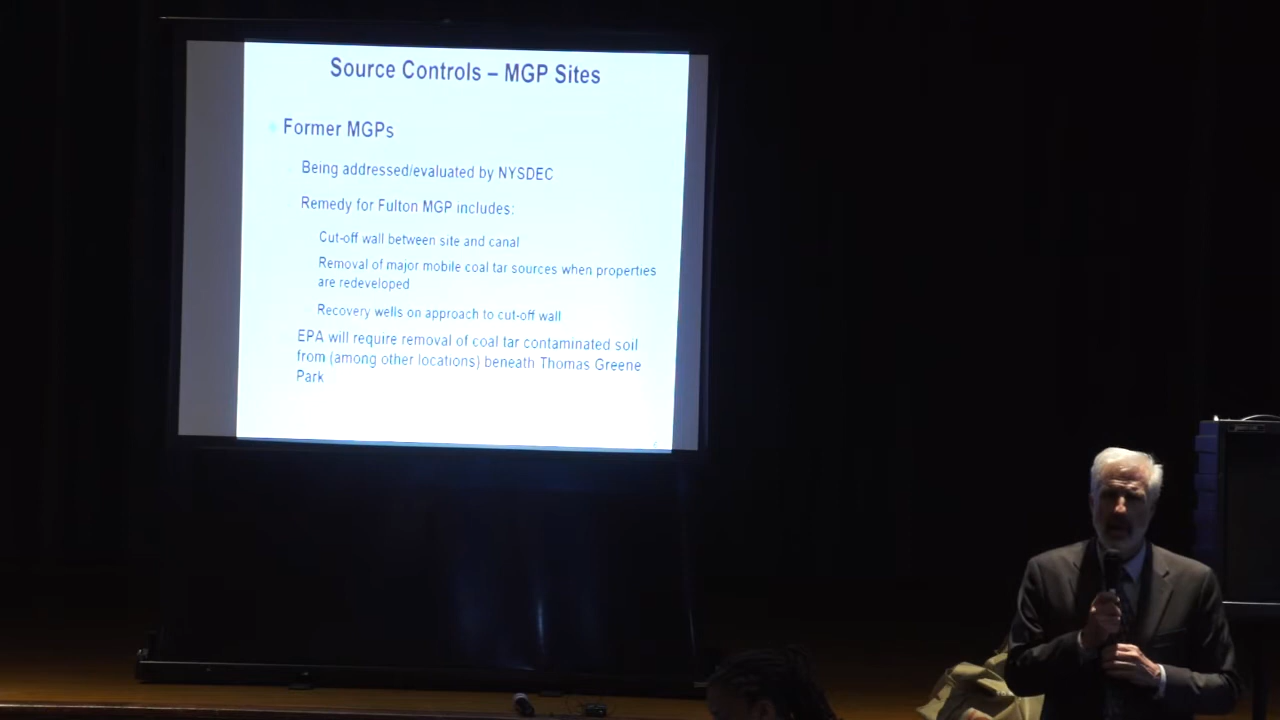 Source Controls – MGP Sites
Former MGPs
Being addressed/evaluated by NYSDEC
Remedy for Fulton MGP includes:
Cut-off wall between site and canal
Removal of major mobile coal tar sources when properties
are redeveloped
Recovery wells on approach to cut-off wall
EPA will require removal of coal tar contaminated soil
from (among other locations) beneath Thomas Greene
Park